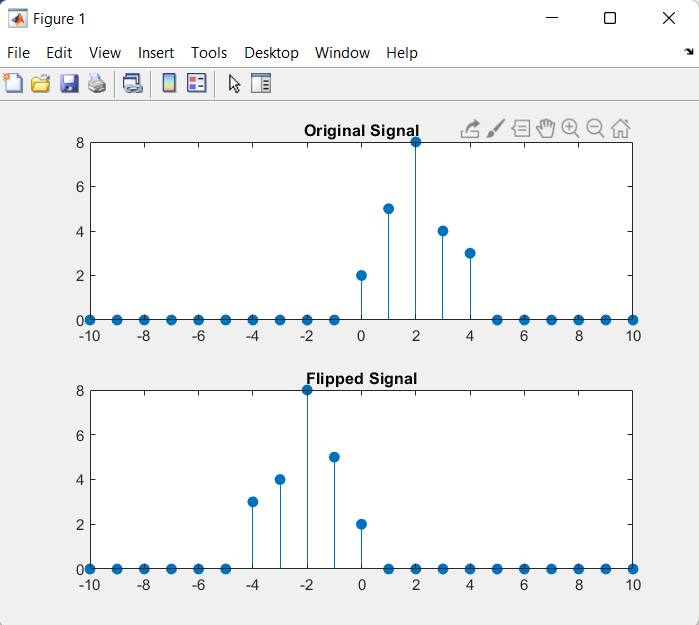 Figure 1
File Edit View Insert Tools Desktop Window Help
Original Signal
8
6
4
2
0
-10 -8 -6 -4 -2 0 2 4 6 8 10
Flipped Signal
8
6
4
2
0
-10 -8 -6 -4 -2 0 2 4 6 8 10